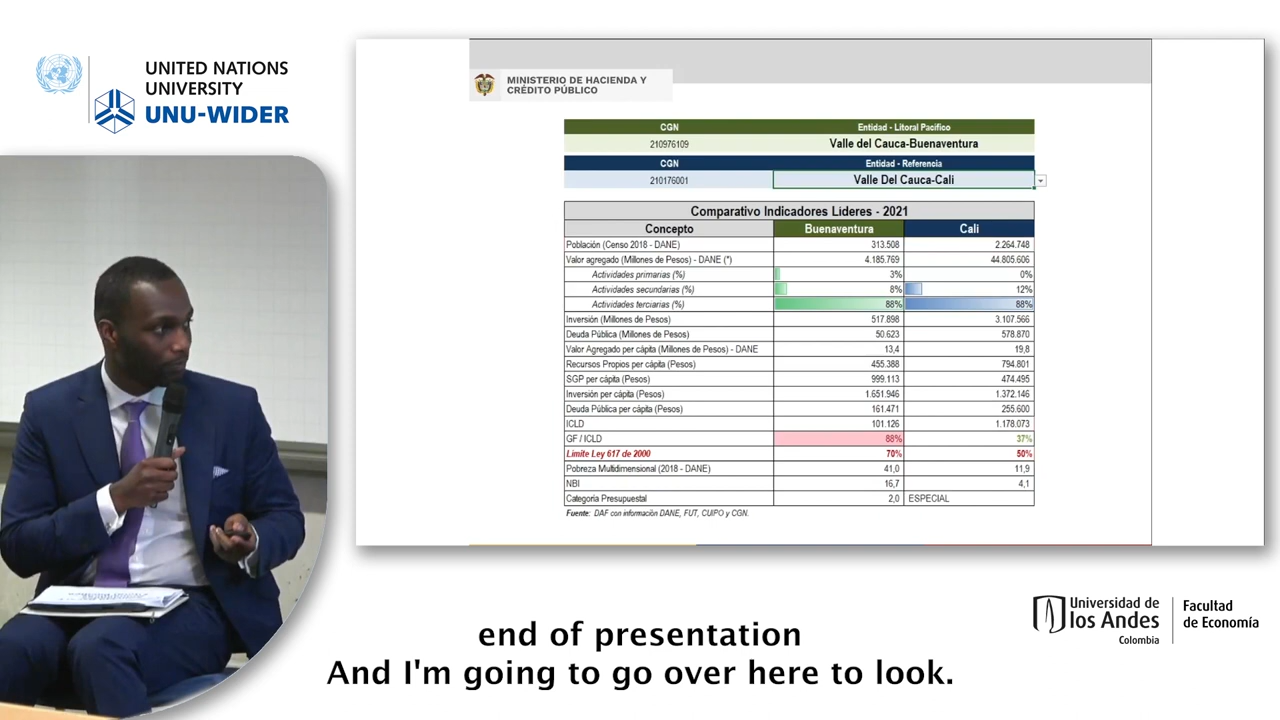 UNITED NATIONS
UNIVERSITY
UNU-WIDER
MINISTERIO DE HACIENDA Y
CRÉDITO PÚBLICO
CGN Entidad - Litoral Pacífico
210976109 Valle del Cauca-Buenaventura
CGN Entidad - Referencia
210176001 Valle Del Cauca-Cali
Comparativo Indicadores Lideres - 2021
Concepto Buenaventura Cali
Población (Censo 2018 - DANE) 313.508 2.264.748
Valor agregado (Millones de Pesos) - DANE (*) 4.185.769 44.805.606
Actividades primarias (%) 3% 0%
Actividades secundarias (%) 8% 12%
Actividades terciarias (%) 88% 88%
Inversión (Millones de Pesos) 517.898 3.107.566
Deuda Pública (Millones de Pesos) 50.623 578.870
Valor Agregado per cápita (Millones de Pesos) - DANE 13,4 19,8
Recursos Propios per cápita (Pesos) 455.388 794.801
SGP per cápita (Pesos) 999.113 474.495
Inversión per cápita (Pesos) 1.651.946 1.372.146
Deuda Pública per cápita (Pesos) 161.471 255.600
ICLD 101.126 1.178.073
GF / ICLD 88% 37%
Limite Ley 617 de 2000 70% 50%
Pobreza Multidimensional (2018 - DANE) 41,0 11,9
NBI 16,7 4,1
Categoria Presupuestal 2,0 ESPECIAL
Fuente: DAF con información DANE, FUT, CUIPO y CGN.
end of presentation
And I'm going to go over here to look.
Universidad de
los Andes
Colombia
Facultad
de Economía